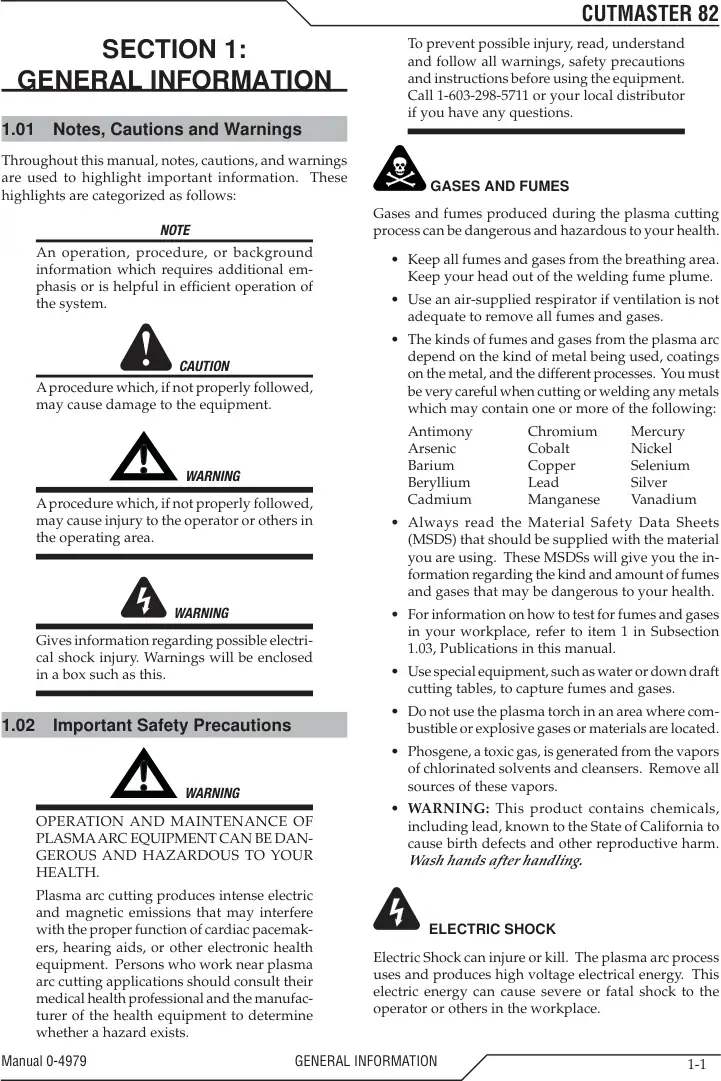 CUTMASTER 82
SECTION 1:
GENERAL INFORMATION
1.01 Notes, Cautions and Warnings
Throughout this manual, notes, cautions, and warnings
are used to highlight important information. These
highlights are categorized as follows:
NOTE
An operation, procedure, or background
information which requires additional em-
phasis or is helpful in efficient operation of
the system.
CAUTION
A procedure which, if not properly followed,
may cause damage to the equipment.
WARNING
A procedure which, if not properly followed,
may cause injury to the operator or others in
the operating area.
WARNING
Gives information regarding possible electri-
cal shock injury. Warnings will be enclosed
in a box such as this.
1.02 Important Safety Precautions
WARNING
OPERATION AND MAINTENANCE OF
PLASMA ARC EQUIPMENT CAN BE DAN-
GEROUS AND HAZARDOUS TO YOUR
HEALTH.
Plasma arc cutting produces intense electric
and magnetic emissions that may interfere
with the proper function of cardiac pacemak-
ers, hearing aids, or other electronic health
equipment. Persons who work near plasma
arc cutting applications should consult their
medical health professional and the manufac-
turer of the health equipment to determine
whether a hazard exists.
To prevent possible injury, read, understand
and follow all warnings, safety precautions
and instructions before using the equipment.
Call 1-603-298-5711 or your local distributor
if you have any questions.
GASES AND FUMES
Gases and fumes produced during the plasma cutting
process can be dangerous and hazardous to your health.
• Keep all fumes and gases from the breathing area.
Keep your head out of the welding fume plume.
• Use an air-supplied respirator if ventilation is not
adequate to remove all fumes and gases.
• The kinds of fumes and gases from the plasma arc
depend on the kind of metal being used, coatings
on the metal, and the different processes. You must
be very careful when cutting or welding any metals
which may contain one or more of the following:
Antimony Chromium Mercury
Arsenic Cobalt Nickel
Barium Copper Selenium
Beryllium Lead Silver
Cadmium Manganese Vanadium
• Always read the Material Safety Data Sheets
(MSDS) that should be supplied with the material
you are using. These MSDSs will give you the in-
formation regarding the kind and amount of fumes
and gases that may be dangerous to your health.
• For information on how to test for fumes and gases
in your workplace, refer to item 1 in Subsection
1.03, Publications in this manual.
• Use special equipment, such as water or down draft
cutting tables, to capture fumes and gases.
• Do not use the plasma torch in an area where com-
bustible or explosive gases or materials are located.
• Phosgene, a toxic gas, is generated from the vapors
of chlorinated solvents and cleansers. Remove all
sources of these vapors.
• WARNING: This product contains chemicals,
including lead, known to the State of California to
cause birth defects and other reproductive harm.
Wash hands after handling.
ELECTRIC SHOCK
Electric Shock can injure or kill. The plasma arc process
uses and produces high voltage electrical energy. This
electric energy can cause severe or fatal shock to the
operator or others in the workplace.
Manual 0-4979 GENERAL INFORMATION 1-1